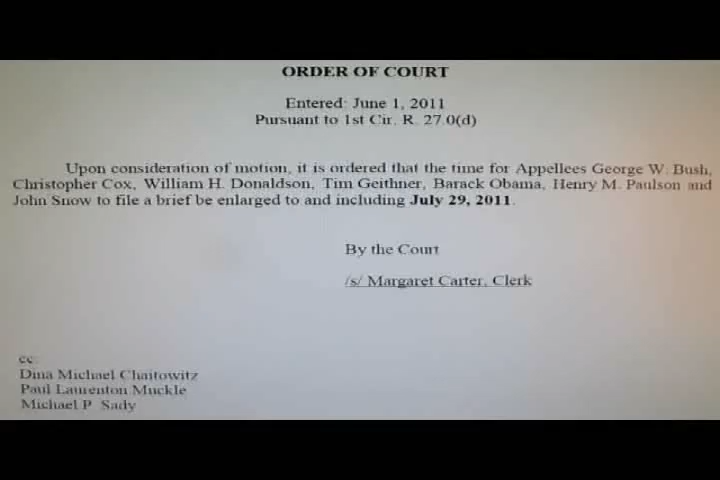 ORDER OF COURT
Entered: June 1, 2011
Pursuant to 1st Cir. R. 27.0(d)
Upon consideration of motion, it is ordered that the time for Appellees George W. Bush,
Christopher Cox, William H. Donaldson, Tim Geithner, Barack Obama, Henry M. Paulson and
John Snow to file a brief be enlarged to and including July 29, 2011.
By the Court
/s/ Margaret Carter, Clerk
cc:
Dina Michael Chaitowitz
Paul Laurenton Muckle
Michael P. Sady